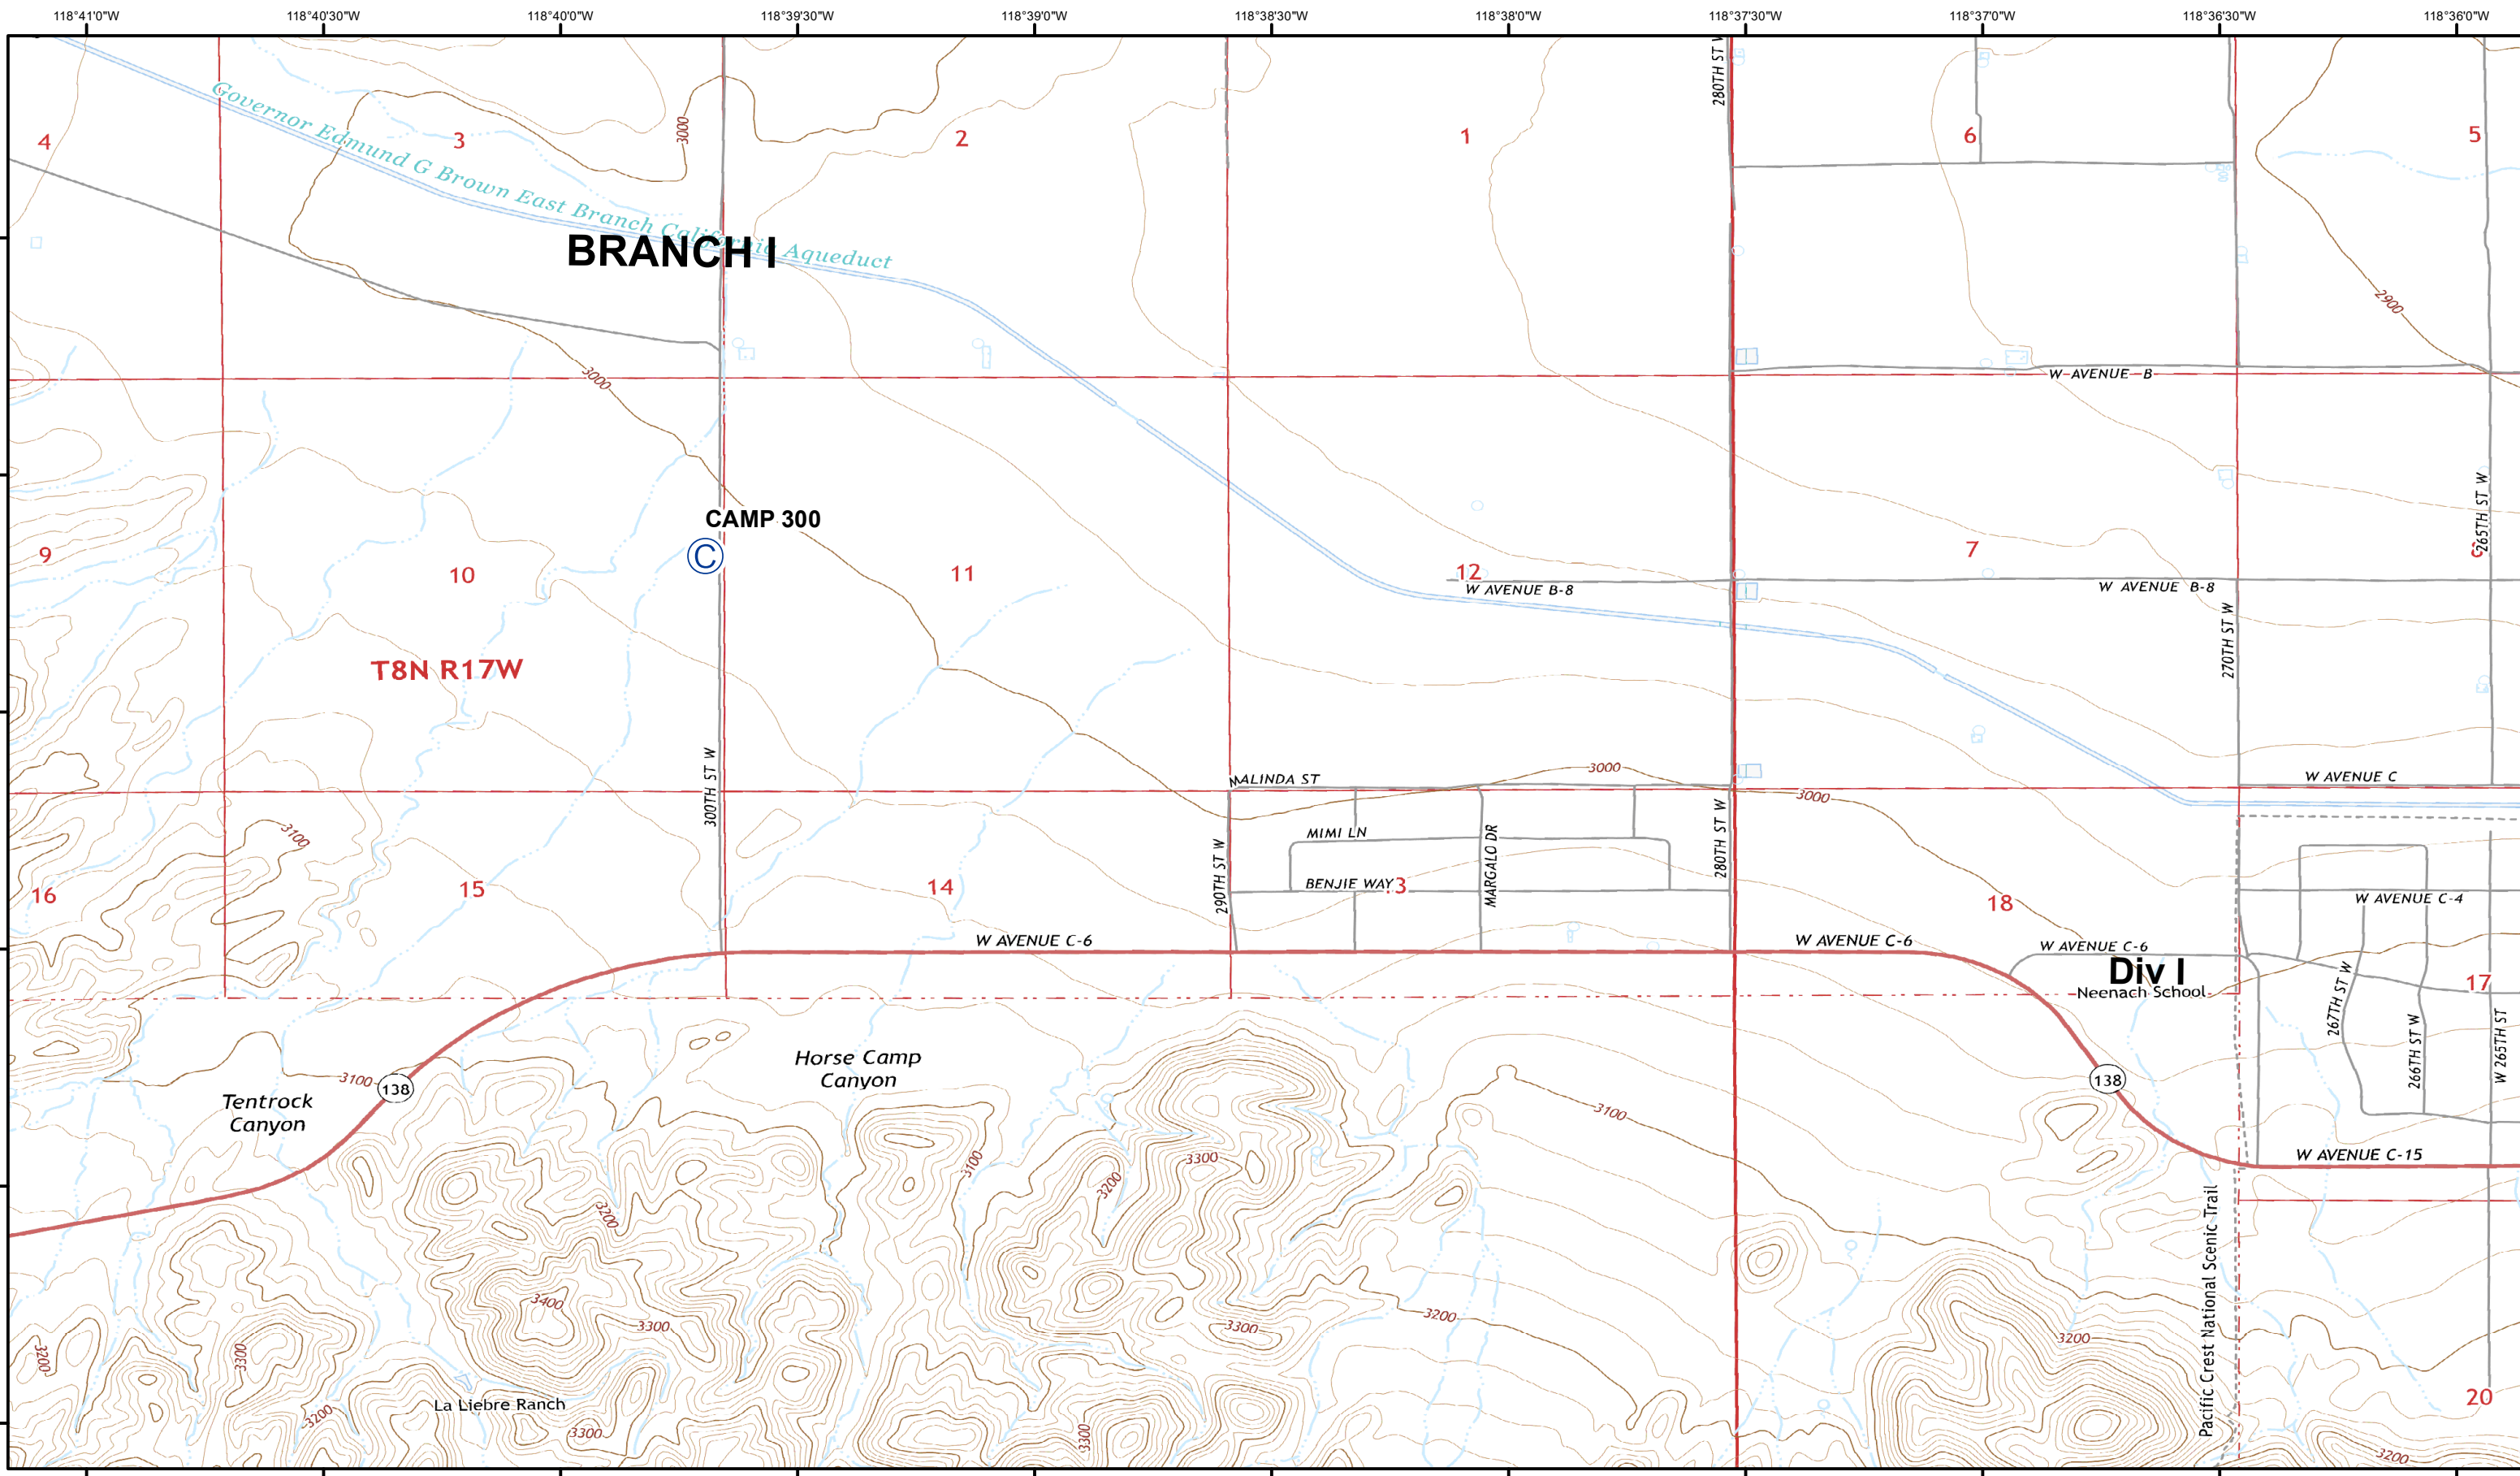 118°41'0"W 118°40'30"W 118°40'0"W 118°39'30"W 118°39'0"W 118°38'30"W 118°38'0"W 118°37'30"W 118°37'0"W 118°36'30"W 118°36'0"W
280TH ST W
Governor Edmund G Brown East Branch California Aqueduct
4
3
3000
2
1
6
5
BRANCH I
2900
3000
W AVENUE B
CAMP 300
C
265TH ST W
9
10
11
12
7
W AVENUE B-8
W AVENUE B-8
270TH ST W
T8N R17W
300TH ST W
MALINDA ST
3000
3000
W AVENUE C
3100
MIMI LN
MARGALO DR
280TH ST W
290TH ST W
BENJIE WAY
13
16
15
14
18
W AVENUE C-4
W AVENUE C-6
W AVENUE C-6
W AVENUE C-6
Div I
Neenach School
17
267TH ST W
266TH ST W
W 265TH ST
Horse Camp
Canyon
3100
138
138
Tentrock
Canyon
3100
3100
3300
3200
3200
W AVENUE C-15
Pacific Crest National Scenic Trail
3400
3300
3300
3200
3200
3200
3300
La Liebre Ranch
3200
3300
3300
20
3200